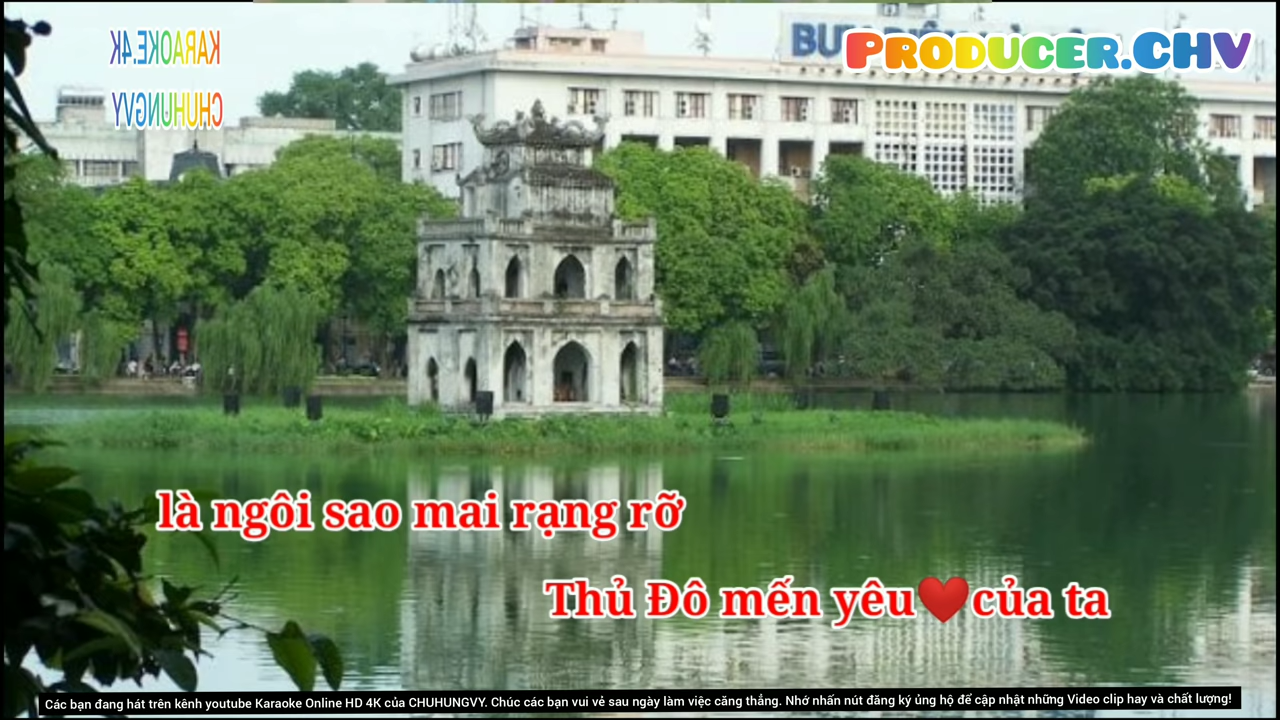 KARAOKE.4K
CHUHUNGVY
PRODUCER.CHV
là ngôi sao mai rạng rỡ
Thủ Đô mến yêu❤️của ta
Các bạn đang hát trên kênh youtube Karaoke Online HD 4K của CHUHUNGVY. Chúc các bạn vui vẻ sau ngày làm việc căng thẳng. Nhớ nhấn nút đăng ký ủng hộ để cập nhật những Video clip hay và chất lượng!